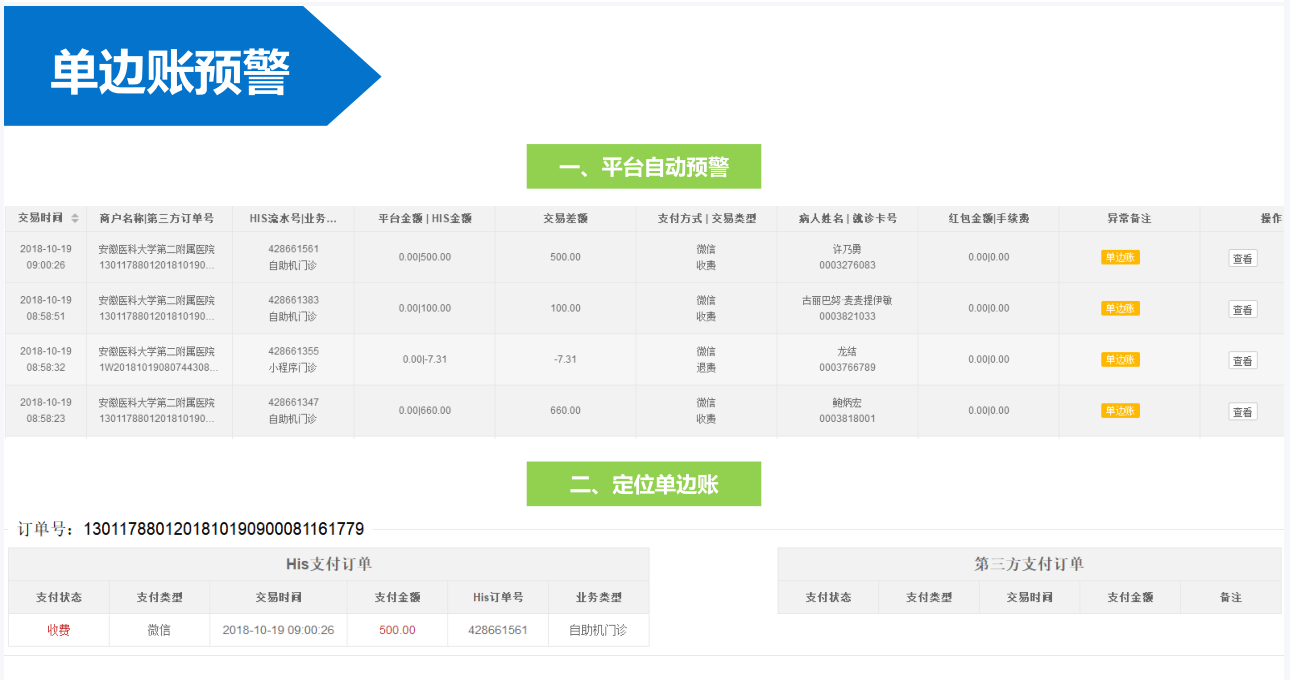 单边账预警
一、平台自动预警
交易时间 商户名称|第三方订单号 HIS流水号|业务... 平台金额 | HIS金额 交易差额 支付方式 | 交易类型 病人姓名 | 就诊卡号 红包金额|手续费 异常备注 操作
2018-10-19 安徽医科大学第二附属医院 428661561 微信 许乃勇
0.00|500.00 500.00 0.00|0.00 单边账 查看
09:00:26 1301178801201810190... 自助机门诊 收费 0003276083
2018-10-19 安徽医科大学第二附属医院 428661383 微信 古丽巴努·麦麦提伊敏
0.00|100.00 100.00 0.00|0.00 单边账 查看
08:58:51 1301178801201810190... 自助机门诊 收费 0003821033
2018-10-19 安徽医科大学第二附属医院 428661355 微信 龙结
0.00|-7.31 -7.31 0.00|0.00 单边账 查看
08:58:32 1W20181019080744308... 小程序门诊 退费 0003766789
2018-10-19 安徽医科大学第二附属医院 428661347 微信 鲍炳宏
0.00|660.00 660.00 0.00|0.00 单边账 查看
08:58:23 1301178801201810190... 自助机门诊 收费 0003818001
二、定位单边账
订单号：1301178801201810190900081161779
His支付订单 第三方支付订单
支付状态 支付类型 交易时间 支付金额 His订单号 业务类型 支付状态 支付类型 交易时间 支付金额 备注
收费 微信 2018-10-19 09:00:26 500.00 428661561 自助机门诊